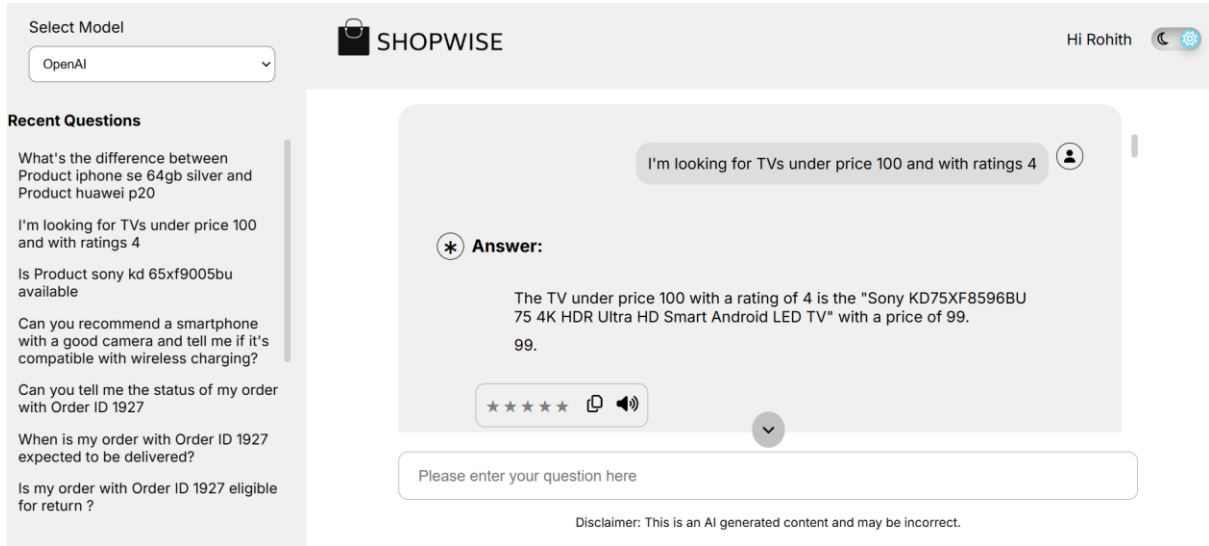 Select Model
OpenAI
Recent Questions
What's the difference between
Product iphone se 64gb silver and
Product huawei p20
I'm looking for TVs under price 100
and with ratings 4
Is Product sony kd 65xf9005bu
available
Can you recommend a smartphone
with a good camera and tell me if it's
compatible with wireless charging?
Can you tell me the status of my order
with Order ID 1927
When is my order with Order ID 1927
expected to be delivered?
Is my order with Order ID 1927 eligible
for return ?
SHOPWISE
Hi Rohith
I'm looking for TVs under price 100 and with ratings 4
Answer:
The TV under price 100 with a rating of 4 is the "Sony KD75XF8596BU
75 4K HDR Ultra HD Smart Android LED TV" with a price of 99.
99.
Please enter your question here
Disclaimer: This is an AI generated content and may be incorrect.